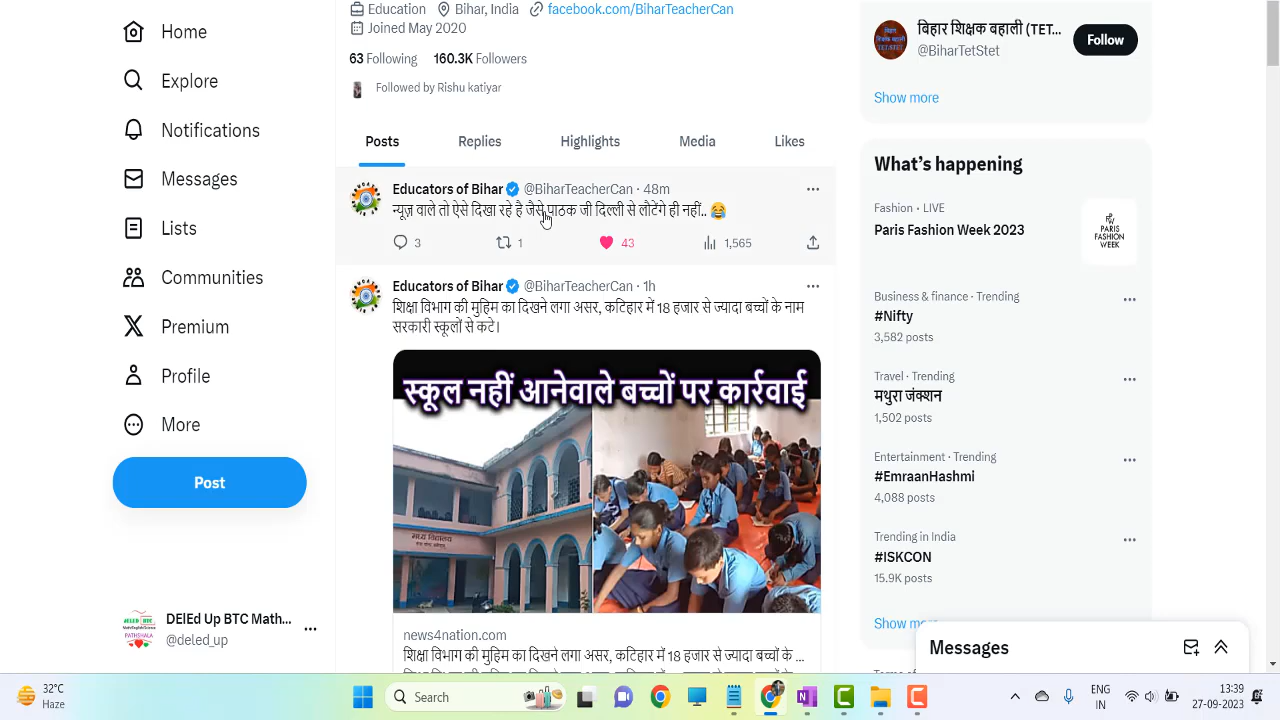 Home
Explore
Notifications
Messages
Lists
Communities
Premium
Profile
More
Post
DElEd Up BTC Math...
@deled_up
Education Bihar, India facebook.com/BiharTeacherCan
Joined May 2020
63 Following 160.3K Followers
Followed by Rishu katiyar
Posts Replies Highlights Media Likes
Educators of Bihar @BiharTeacherCan · 48m
न्यूज़ वाले तो ऐसे दिखा रहे है जैसे पाठक जी दिल्ली से लौटेंगे ही नहीं.. 😂
3 1 43 1,565
Educators of Bihar @BiharTeacherCan · 1h
शिक्षा विभाग की मुहिम का दिखने लगा असर, कटिहार में 18 हजार से ज्यादा बच्चों के नाम
सरकारी स्कूलों से कटे।
स्कूल नहीं आनेवाले बच्चों पर कार्रवाई
मध्य विद्यालय
news4nation.com
शिक्षा विभाग की मुहिम का दिखने लगा असर, कटिहार में 18 हजार से ज्यादा बच्चों के ...
बिहार शिक्षक बहाली (TET...
@BiharTetStet
Follow
Show more
What's happening
Fashion · LIVE
Paris Fashion Week 2023
PARIS
FASHION
WEEK
Business & finance · Trending
#Nifty
3,582 posts
Travel · Trending
मथुरा जंक्शन
1,502 posts
Entertainment · Trending
#EmraanHashmi
4,088 posts
Trending in India
#ISKCON
15.9K posts
Show more
Messages
32°C
Haze
Search
ENG
IN
13:39
27-09-2023